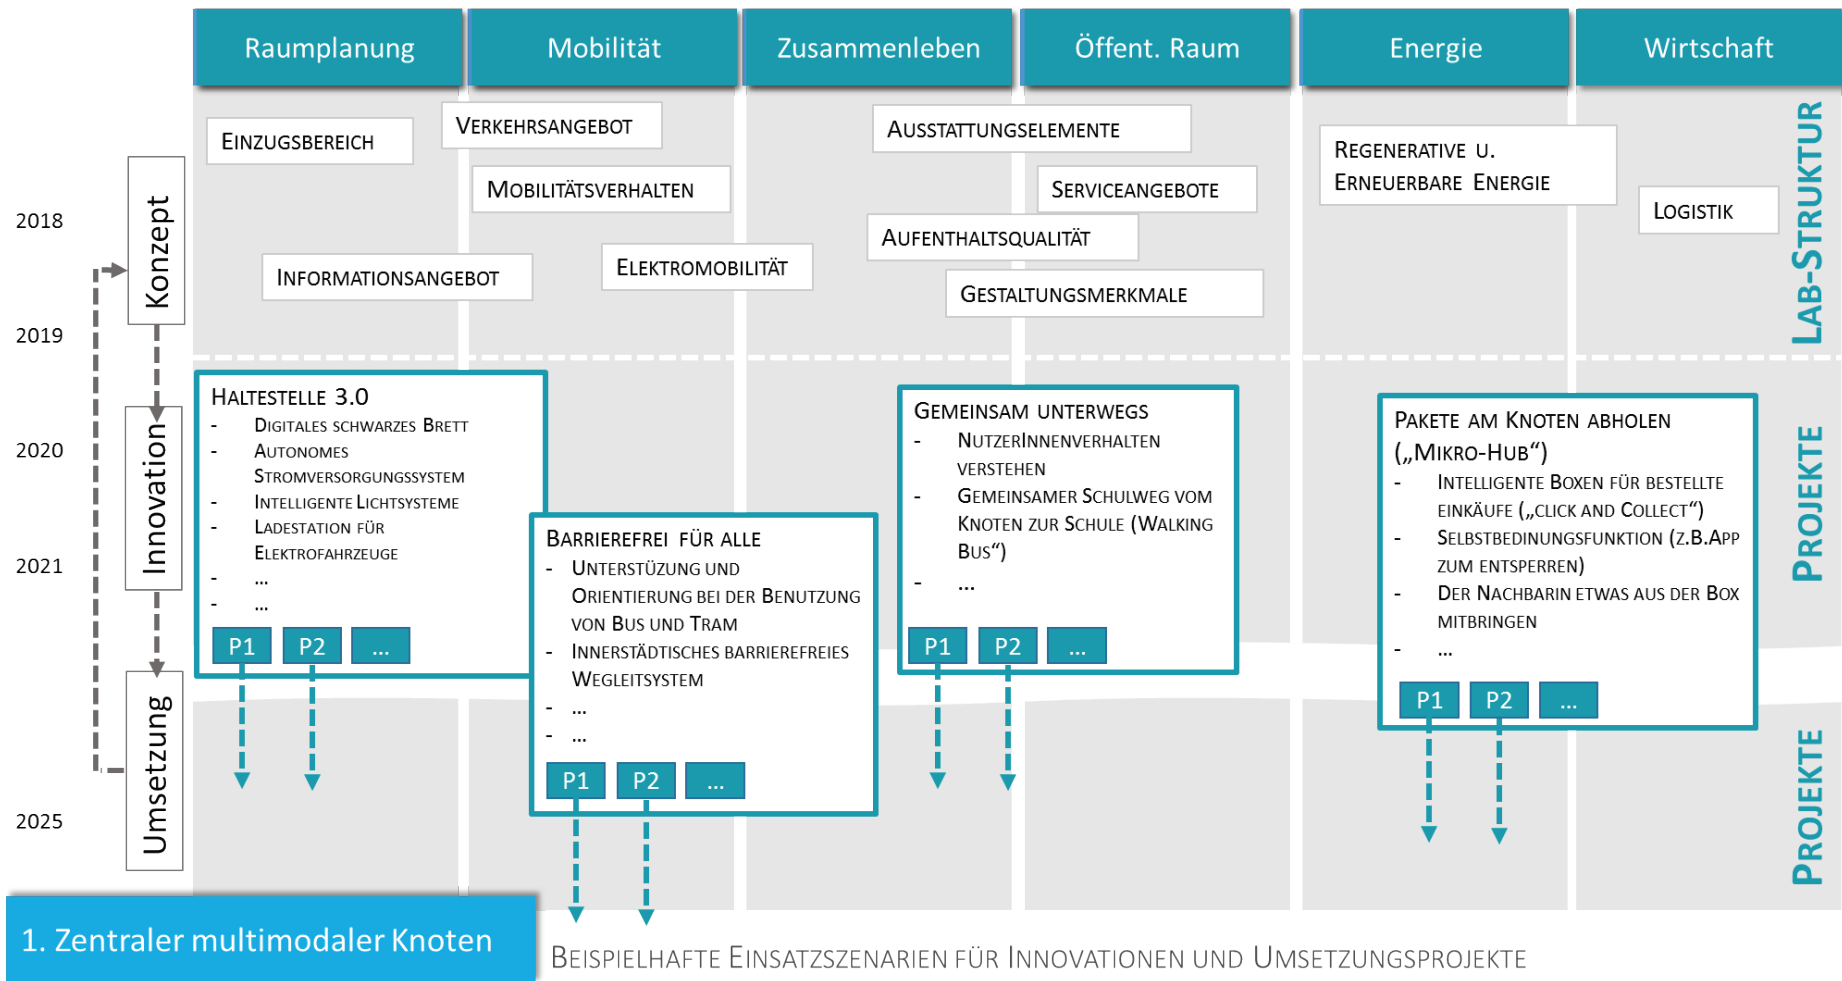 Raumplanung
Mobilität
Zusammenleben
Öffent. Raum
Energie
Wirtschaft
Einzugsbereich
Verkehrsangebot
Mobilitätsverhalten
Informationsangebot
Elektromobilität
Ausstattungselemente
Serviceangebote
Aufenthaltsqualität
Gestaltungsmerkmale
Regenerative u.
Erneuerbare Energie
Logistik
Lab-Struktur
2018
2019
2020
2021
2025
Konzept
Innovation
Umsetzung
Haltestelle 3.0
- Digitales schwarzes Brett
- Autonomes
Stromversorgungssystem
- Intelligente Lichtsysteme
- Ladestation für
Elektrofahrzeuge
- ...
- ...
P1
P2
...
Barrierefrei für alle
- Unterstüzung und
Orientierung bei der Benutzung
von Bus und Tram
- Innerstädtisches barrierefreies
Wegleitsystem
- ...
- ...
P1
P2
...
Gemeinsam unterwegs
- NutzerInnenverhalten
verstehen
- Gemeinsamer Schulweg vom
Knoten zur Schule (Walking
Bus“)
- ...
P1
P2
...
Pakete am Knoten abholen
(„Mikro-Hub“)
- Intelligente Boxen für bestellte
einkäufe („click and Collect“)
- Selbstbedinungsfunktion (z.B.App
zum entsperren)
- Der Nachbarin etwas aus der Box
mitbringen
- ...
P1
P2
...
Projekte
Projekte
1. Zentraler multimodaler Knoten
Beispielhafte Einsatzszenarien für Innovationen und Umsetzungsprojekte